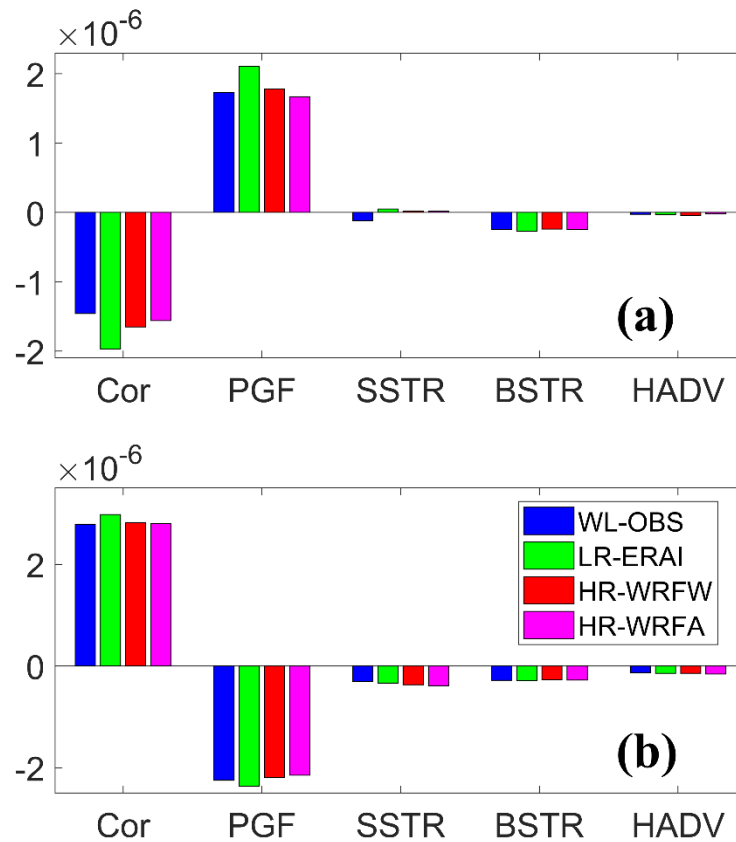 ×10^-6
2
1
0
-1
-2
(a)
Cor PGF SSTR BSTR HADV
×10^-6
2
0
-2
WL-OBS
LR-ERAI
HR-WRFW
HR-WRFA
(b)
Cor PGF SSTR BSTR HADV